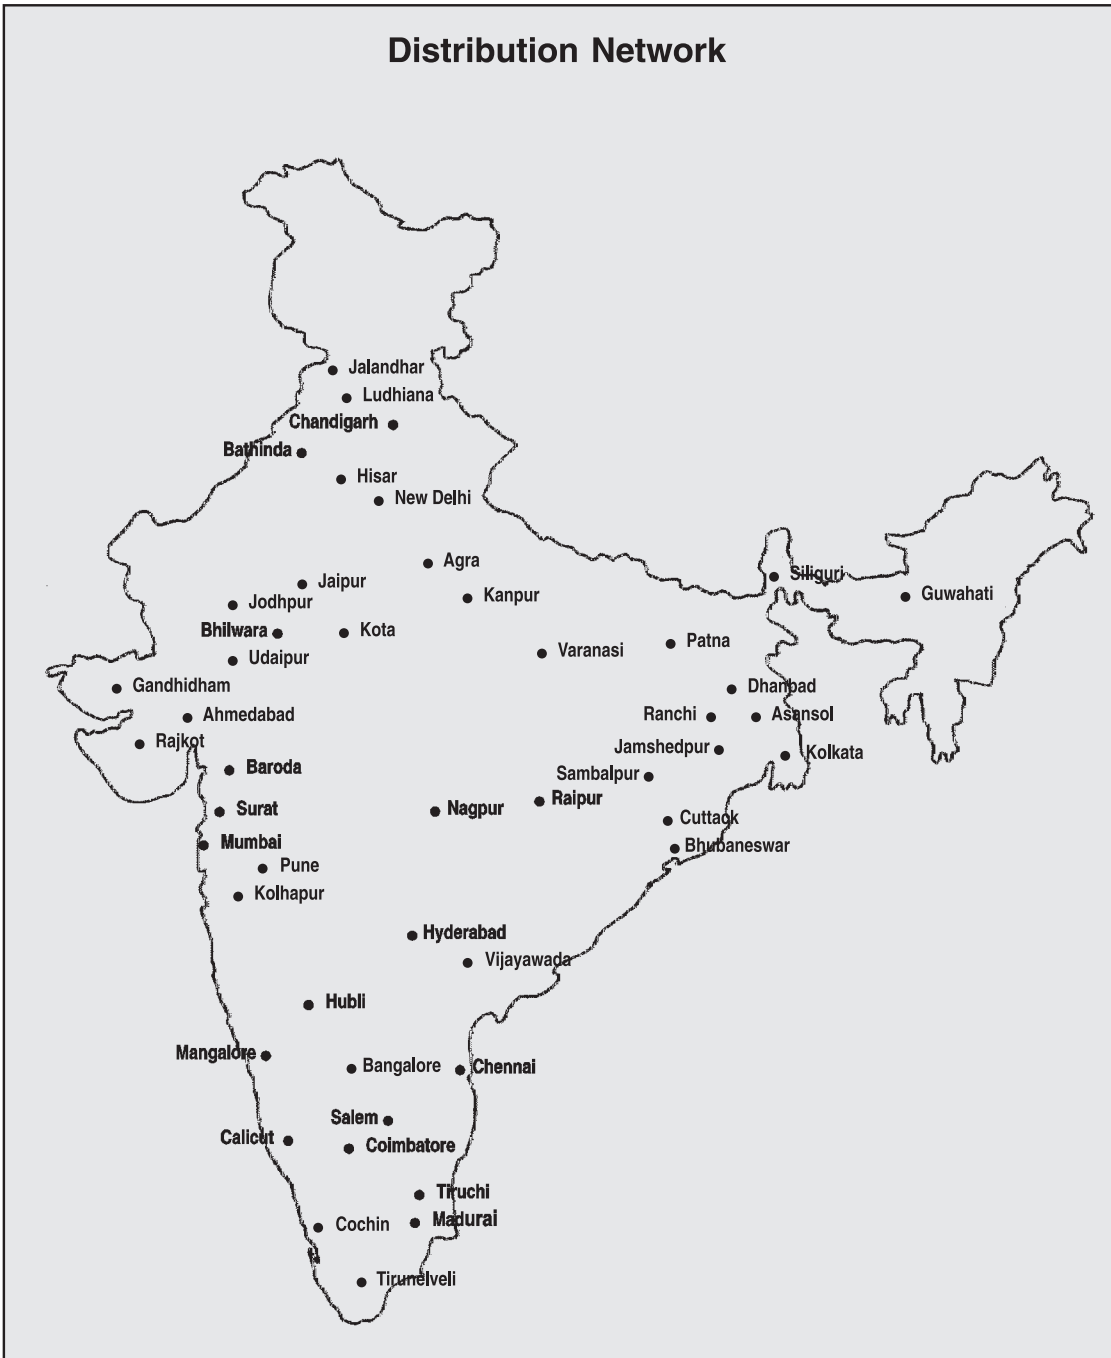 Distribution Network
Jalandhar
Ludhiana
Chandigarh
Bathinda
Hisar
New Delhi
Agra
Siliguri
Jaipur
Guwahati
Kanpur
Jodhpur
Bhilwara
Kota
Patna
Varanasi
Udaipur
Gandhidham
Dhanbad
Ahmedabad
Ranchi
Asansol
Rajkot
Jamshedpur
Kolkata
Baroda
Sambalpur
Raipur
Surat
Nagpur
Cuttack
Mumbai
Bhubaneswar
Pune
Kolhapur
Hyderabad
Vijayawada
Hubli
Mangalore
Bangalore
Chennai
Salem
Calicut
Coimbatore
Tiruchi
Madurai
Cochin
Tirunelveli